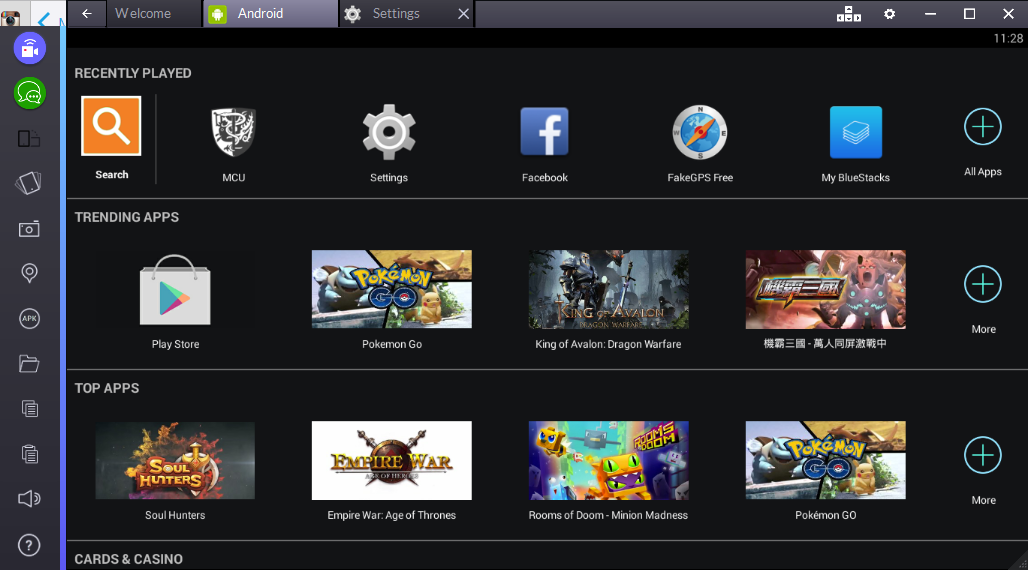 Welcome
Android
Settings
11:28
RECENTLY PLAYED
Search
MCU
Settings
Facebook
N
W E
S
FakeGPS Free
My BlueStacks
All Apps
TRENDING APPS
POKéMON
GO
KING OF AVALON
DRAGON WARFARE
機霸三國
Play Store
Pokemon Go
King of Avalon: Dragon Warfare
機霸三國 - 萬人同屏激戰中
More
APK
TOP APPS
SOUL
HUNTERS
EMPIRE WAR
AGE OF HEROES
ROOMS
OF
DOOM
POKéMON
GO
Soul Hunters
Empire War: Age of Thrones
Rooms of Doom - Minion Madness
Pokémon GO
More
CARDS & CASINO